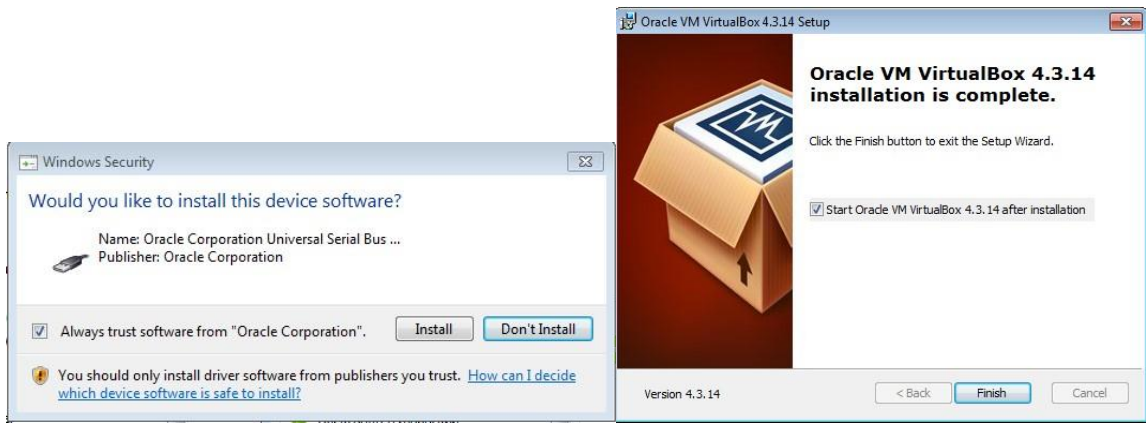 Windows Security
Would you like to install this device software?
Name: Oracle Corporation Universal Serial Bus ...
Publisher: Oracle Corporation
Always trust software from "Oracle Corporation".
Install
Don't Install
You should only install driver software from publishers you trust. How can I decide
which device software is safe to install?
Oracle VM VirtualBox 4.3.14 Setup
Oracle VM VirtualBox 4.3.14
installation is complete.
Click the Finish button to exit the Setup Wizard.
Start Oracle VM VirtualBox 4.3.14 after installation
Version 4.3.14
< Back
Finish
Cancel